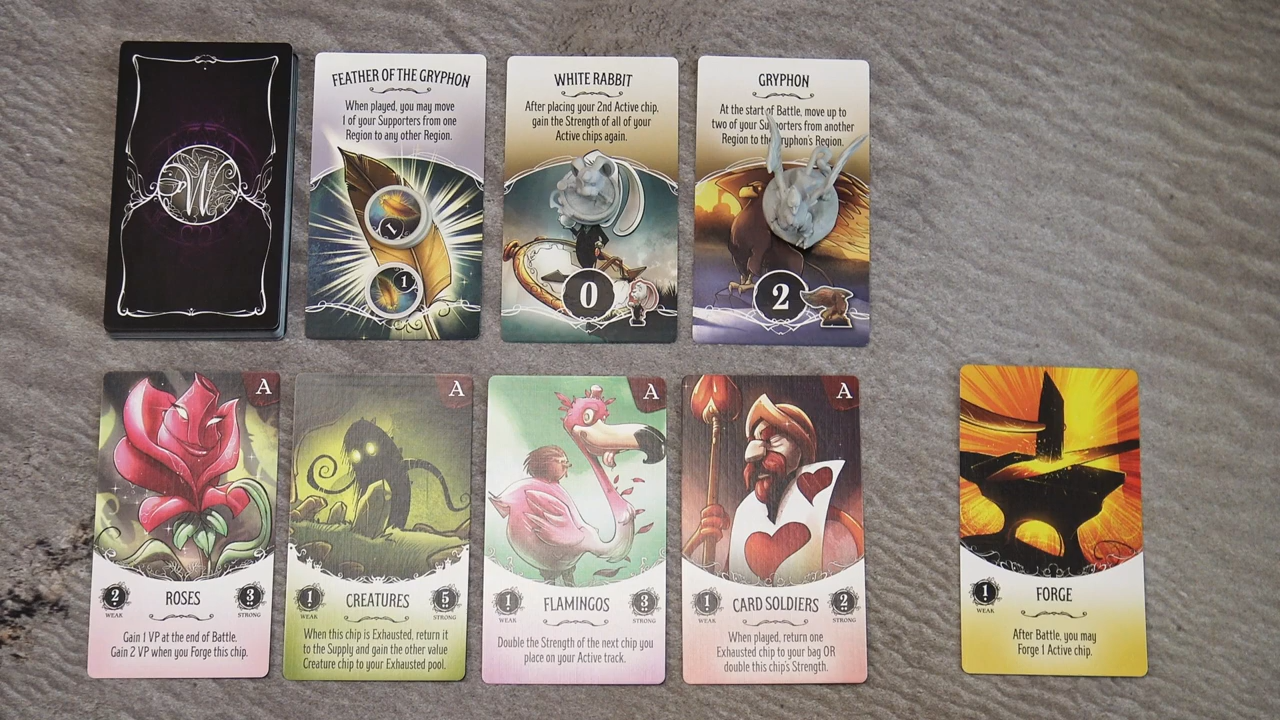 W
FEATHER OF THE GRYPHON
When played, you may move
1 of your Supporters from one
Region to any other Region.
1
1
WHITE RABBIT
After placing your 2nd Active chip,
gain the Strength of all of your
Active chips again.
0
GRYPHON
At the start of Battle, move up to
two of your Supporters from another
Region to the Gryphon's Region.
2
A
2
WEAK
ROSES
3
STRONG
Gain 1 VP at the end of Battle.
Gain 2 VP when you Forge this chip.
A
1
WEAK
CREATURES
5
STRONG
When this chip is Exhausted, return it
to the Supply and gain the other value
Creature chip to your Exhausted pool.
A
1
WEAK
FLAMINGOS
3
STRONG
Double the Strength of the next chip you
place on your Active track.
A
1
WEAK
CARD SOLDIERS
2
STRONG
When played, return one
Exhausted chip to your bag OR
double this chip's Strength.
1
WEAK
FORGE
After Battle, you may
Forge 1 Active chip.